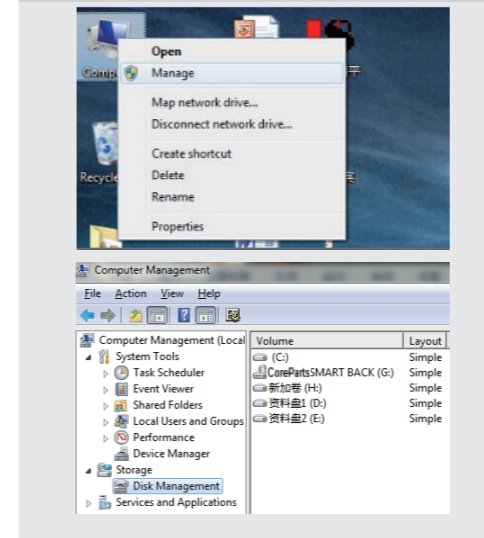 Open
Manage
Map network drive...
Disconnect network drive...
Create shortcut
Delete
Rename
Properties
Computer Management
File Action View Help
Computer Management (Local
System Tools
Task Scheduler
Event Viewer
Shared Folders
Local Users and Groups
Performance
Device Manager
Storage
Disk Management
Services and Applications
Volume Layout
(C:) Simple
CorePartsSMART BACK (G:) Simple
新加卷 (H:) Simple
资料盘1 (D:) Simple
资料盘2 (E:) Simple